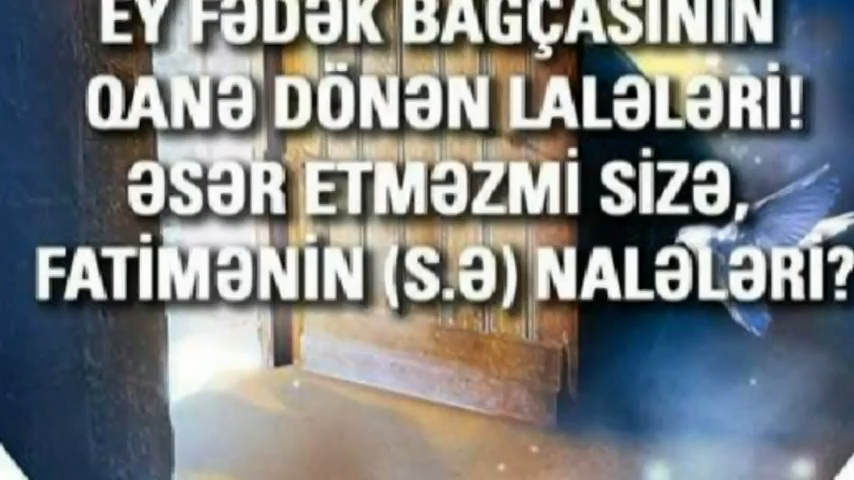 EY FƏDƏK BAĞÇASININ
QANƏ DÖNƏN LALƏLƏRİ!
ƏSƏR ETMƏZMİ SİZƏ,
FATİMƏNİN (S.Ə) NALƏLƏRİ?